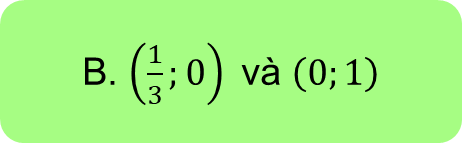 B. (1/3; 0) và (0; 1)